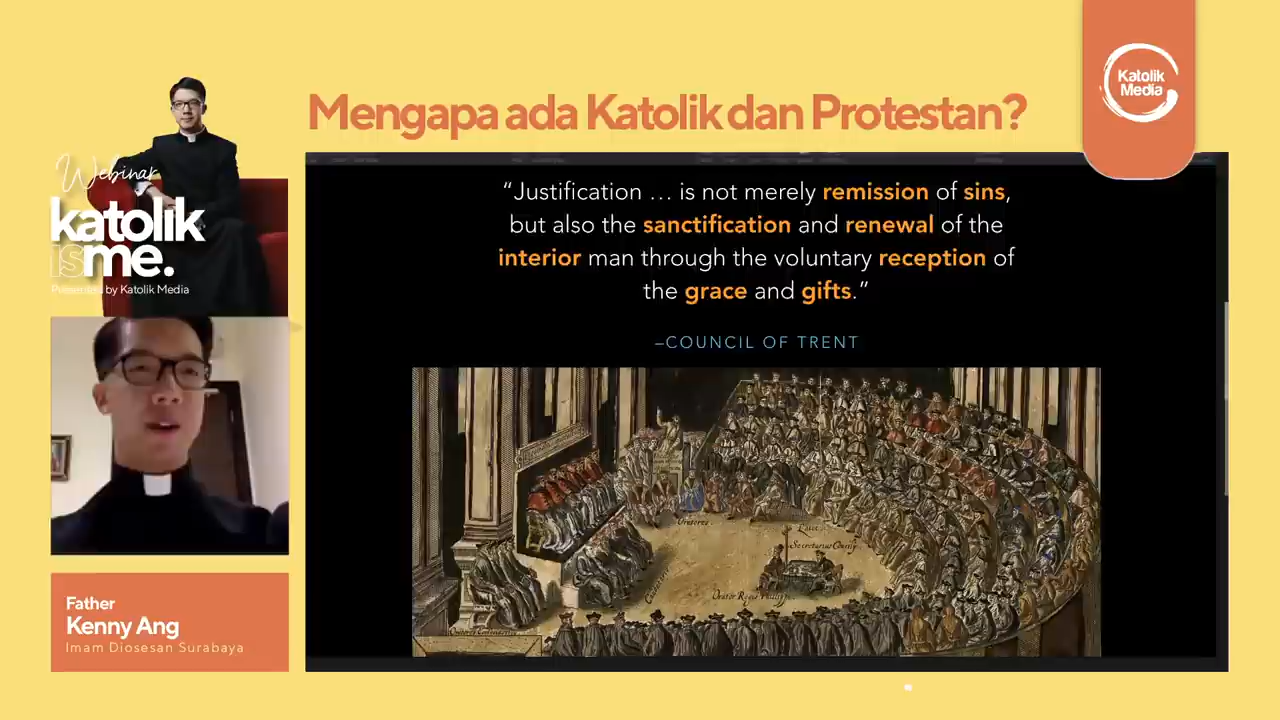 Mengapa ada Katolik dan Protestan?
Katolik
Media
Webinar
katolik
isme.
Presented by Katolik Media
“Justification … is not merely remission of sins,
but also the sanctification and renewal of the
interior man through the voluntary reception of
the grace and gifts.”
–COUNCIL OF TRENT
Father
Kenny Ang
Imam Diosesan Surabaya